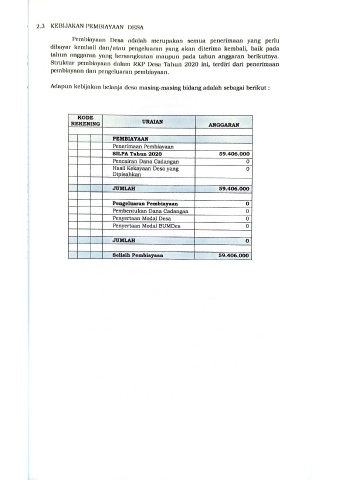 2.3 KEBIJAKAN PEMBIAYAAN DESA
Pembiayaan Desa adalah merupakan semua penerimaan yang perlu
dibayar kembali dan/atau pengeluaran yang akan diterima kembali, baik pada
tahun anggaran yang bersangkutan maupun pada tahun anggaran berikutnya.
Struktur pembiayaan dalam RKP Desa Tahun 2020 ini, terdiri dari penerimaan
pembiayaan dan pengeluaran pembiayaan.
Adapun kebijakan belanja desa masing-masing bidang adalah sebagai berikut :
KODE REKENING URAIAN ANGGARAN
PEMBIAYAAN
Penerimaan Pembiayaan
SILPA Tahun 2020 59.406.000
Pencairan Dana Cadangan 0
Hasil Kekayaan Desa yang 0
Dipisahkan
JUMLAH 59.406.000
Pengeluaran Pembiayaan 0
Pembentukan Dana Cadangan 0
Penyertaan Modal Desa 0
Penyertaan Modal BUMDes 0
JUMLAH 0
Selisih Pembiayaan 59.406.000